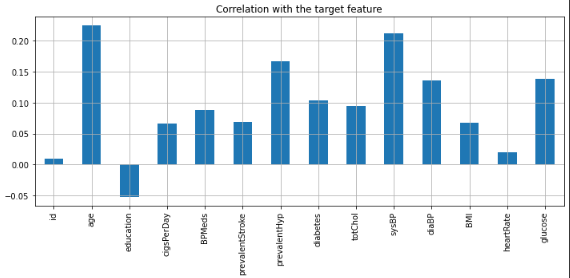 Correlation with the target feature
0.20
0.15
0.10
0.05
0.00
−0.05
id
age
education
cigsPerDay
BPMeds
prevalentStroke
prevalentHyp
diabetes
totChol
sysBP
diaBP
BMI
heartRate
glucose